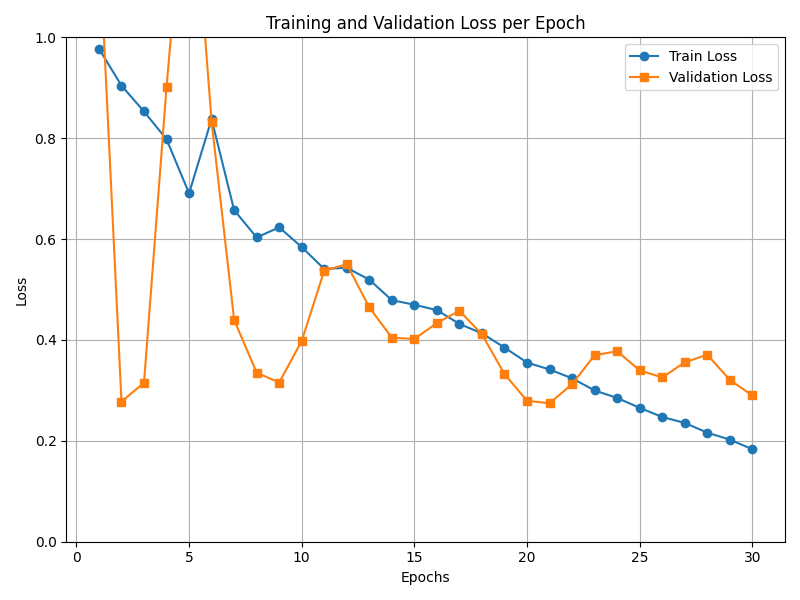 Training and Validation Loss per Epoch
1.0
Train Loss
Validation Loss
0.8
0.6
Loss
0.4
0.2
0.0
0 5 10 15 20 25 30
Epochs